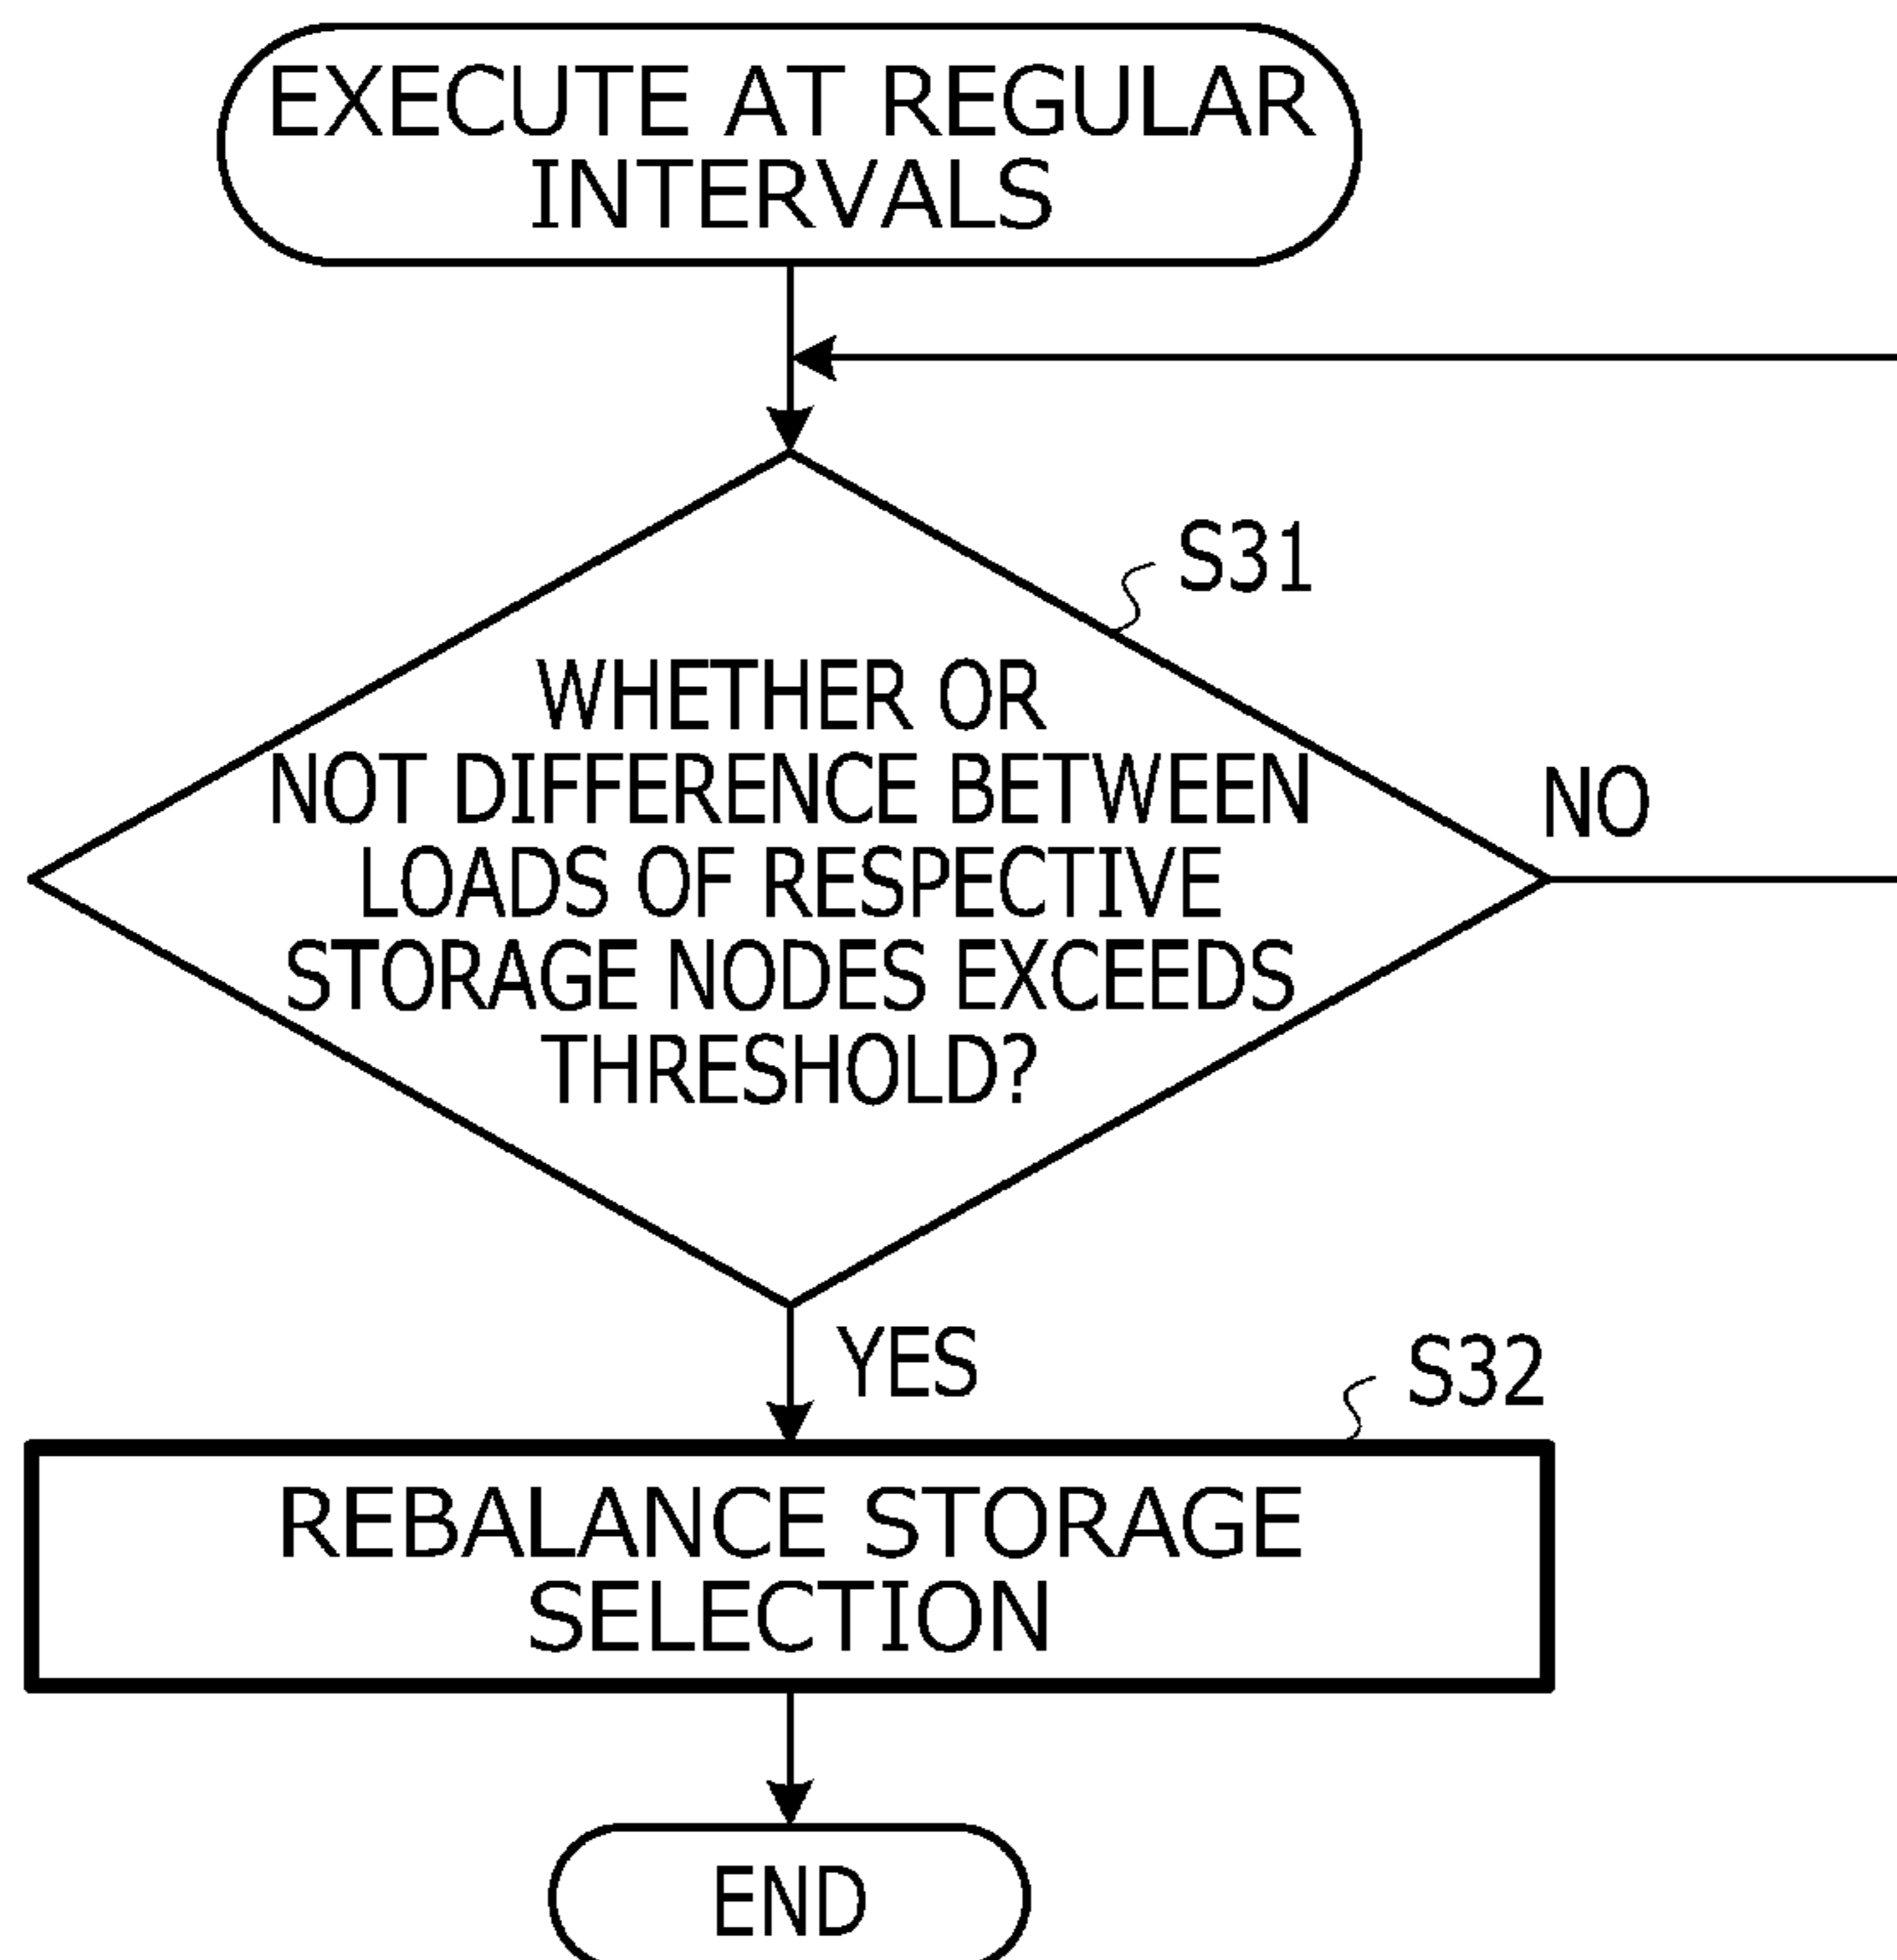 EXECUTE AT REGULAR
INTERVALS
S31
WHETHER OR
NOT DIFFERENCE BETWEEN
LOADS OF RESPECTIVE
STORAGE NODES EXCEEDS
THRESHOLD?
NO
YES
S32
REBALANCE STORAGE
SELECTION
END